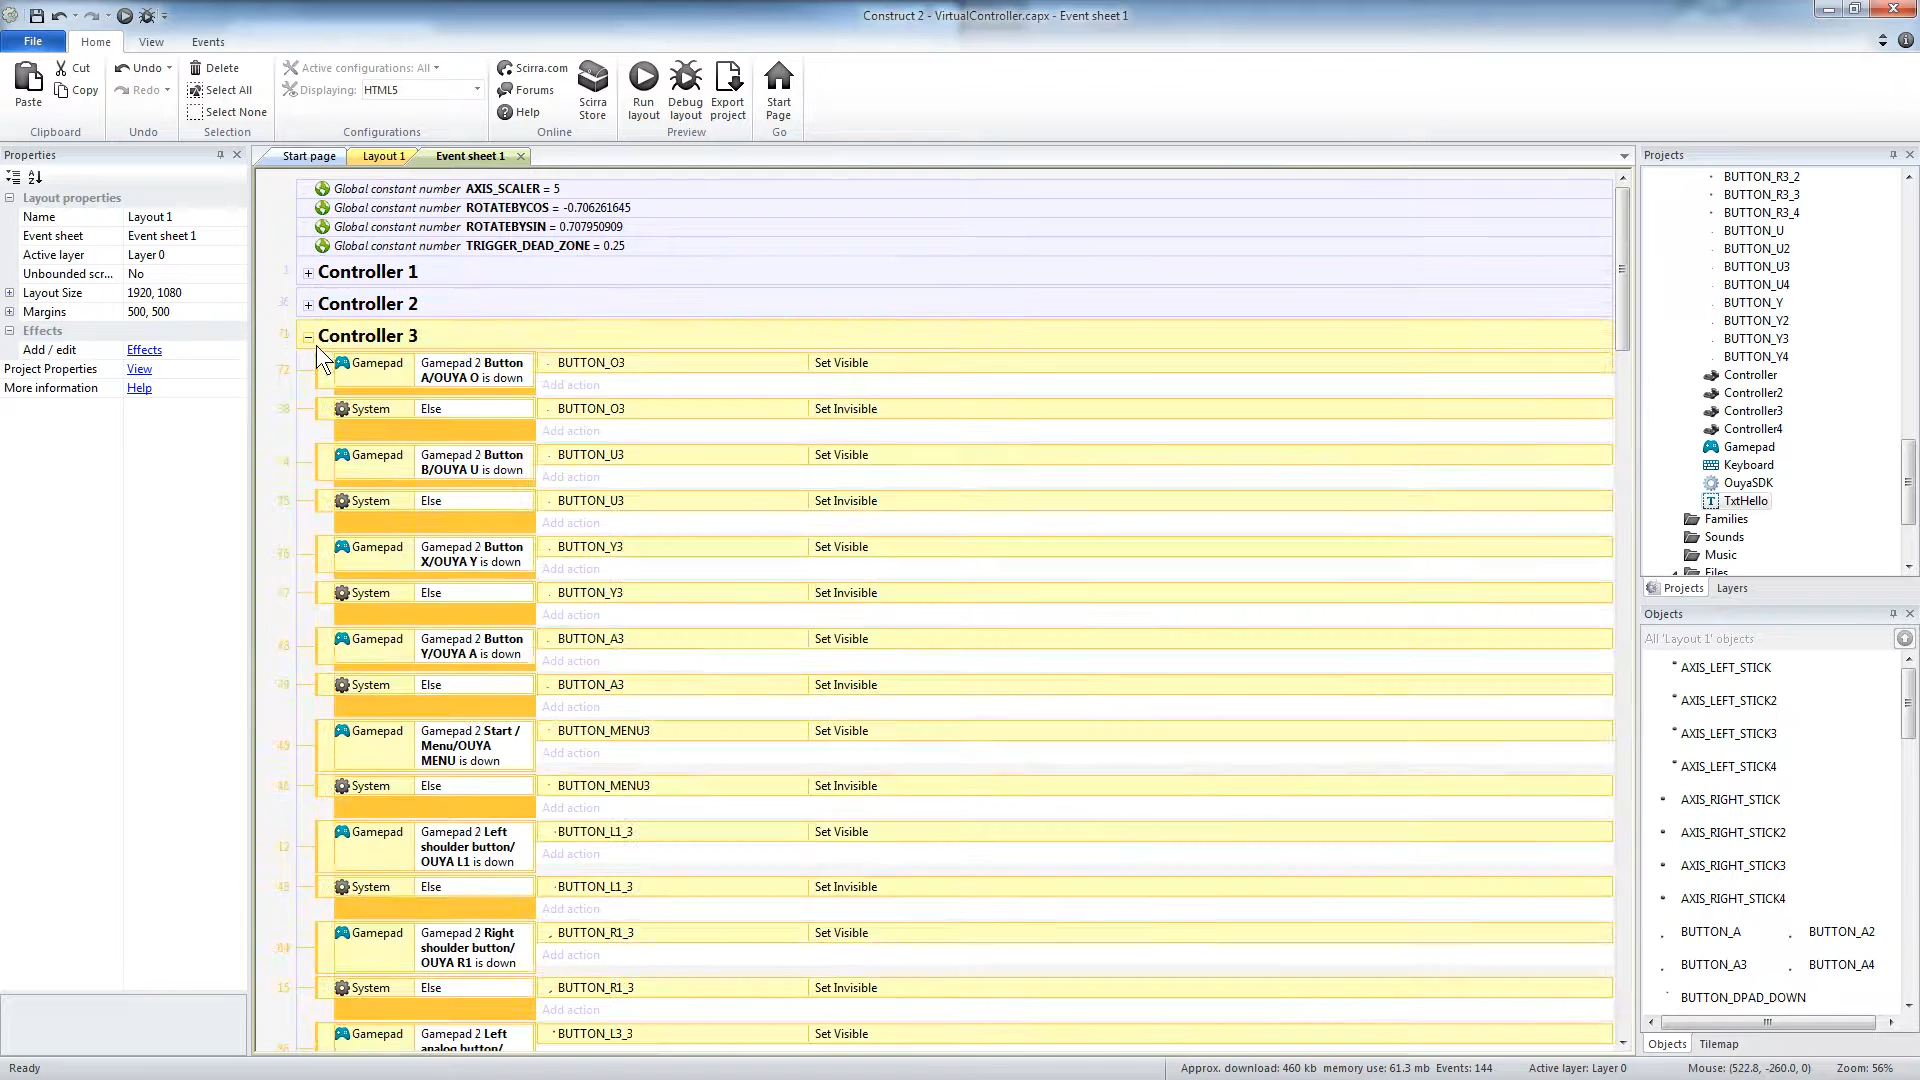 Construct 2 - VirtualController.capx - Event sheet 1
File Home View Events
Paste Cut Copy Clipboard
Undo Redo Undo
Delete Select All Select None Selection
Active configurations: All
Displaying: HTML5
Configurations
Scirra.com Forums Help Scirra Store Online
Run layout Debug layout Export project Preview
Start Page Go
Properties
Layout properties
Name Layout 1
Event sheet Event sheet 1
Active layer Layer 0
Unbounded scr... No
Layout Size 1920, 1080
Margins 500, 500
Effects
Add / edit Effects
Project Properties View
More information Help
Start page Layout 1 Event sheet 1
Global constant number AXIS_SCALER = 5
Global constant number ROTATEBYCOS = -0.706261645
Global constant number ROTATEBYSIN = 0.707950909
Global constant number TRIGGER_DEAD_ZONE = 0.25
Controller 1
Controller 2
Controller 3
Gamepad Gamepad 2 Button A/OUYA O is down BUTTON_O3 Set Visible
Add action
System Else BUTTON_O3 Set Invisible
Add action
Gamepad Gamepad 2 Button B/OUYA U is down BUTTON_U3 Set Visible
Add action
System Else BUTTON_U3 Set Invisible
Add action
Gamepad Gamepad 2 Button X/OUYA Y is down BUTTON_Y3 Set Visible
Add action
System Else BUTTON_Y3 Set Invisible
Add action
Gamepad Gamepad 2 Button Y/OUYA A is down BUTTON_A3 Set Visible
Add action
System Else BUTTON_A3 Set Invisible
Add action
Gamepad Gamepad 2 Start / Menu/OUYA MENU is down BUTTON_MENU3 Set Visible
Add action
System Else BUTTON_MENU3 Set Invisible
Add action
Gamepad Gamepad 2 Left shoulder button/ OUYA L1 is down BUTTON_L1_3 Set Visible
Add action
System Else BUTTON_L1_3 Set Invisible
Add action
Gamepad Gamepad 2 Right shoulder button/ OUYA R1 is down BUTTON_R1_3 Set Visible
Add action
System Else BUTTON_R1_3 Set Invisible
Add action
Gamepad Gamepad 2 Left analog button/ BUTTON_L3_3 Set Visible
Projects
BUTTON_R3_2
BUTTON_R3_3
BUTTON_R3_4
BUTTON_U
BUTTON_U2
BUTTON_U3
BUTTON_U4
BUTTON_Y
BUTTON_Y2
BUTTON_Y3
BUTTON_Y4
Controller
Controller2
Controller3
Controller4
Gamepad
Keyboard
OuyaSDK
TxtHello
Families
Sounds
Music
Files
Projects Layers
Objects
All 'Layout 1' objects
AXIS_LEFT_STICK
AXIS_LEFT_STICK2
AXIS_LEFT_STICK3
AXIS_LEFT_STICK4
AXIS_RIGHT_STICK
AXIS_RIGHT_STICK2
AXIS_RIGHT_STICK3
AXIS_RIGHT_STICK4
BUTTON_A BUTTON_A2
BUTTON_A3 BUTTON_A4
BUTTON_DPAD_DOWN
Objects Tilemap
Ready Approx. download: 460 kb memory use: 61.3 mb Events: 144 Active layer: Layer 0 Mouse: (522.8, -260.0, 0) Zoom: 56%